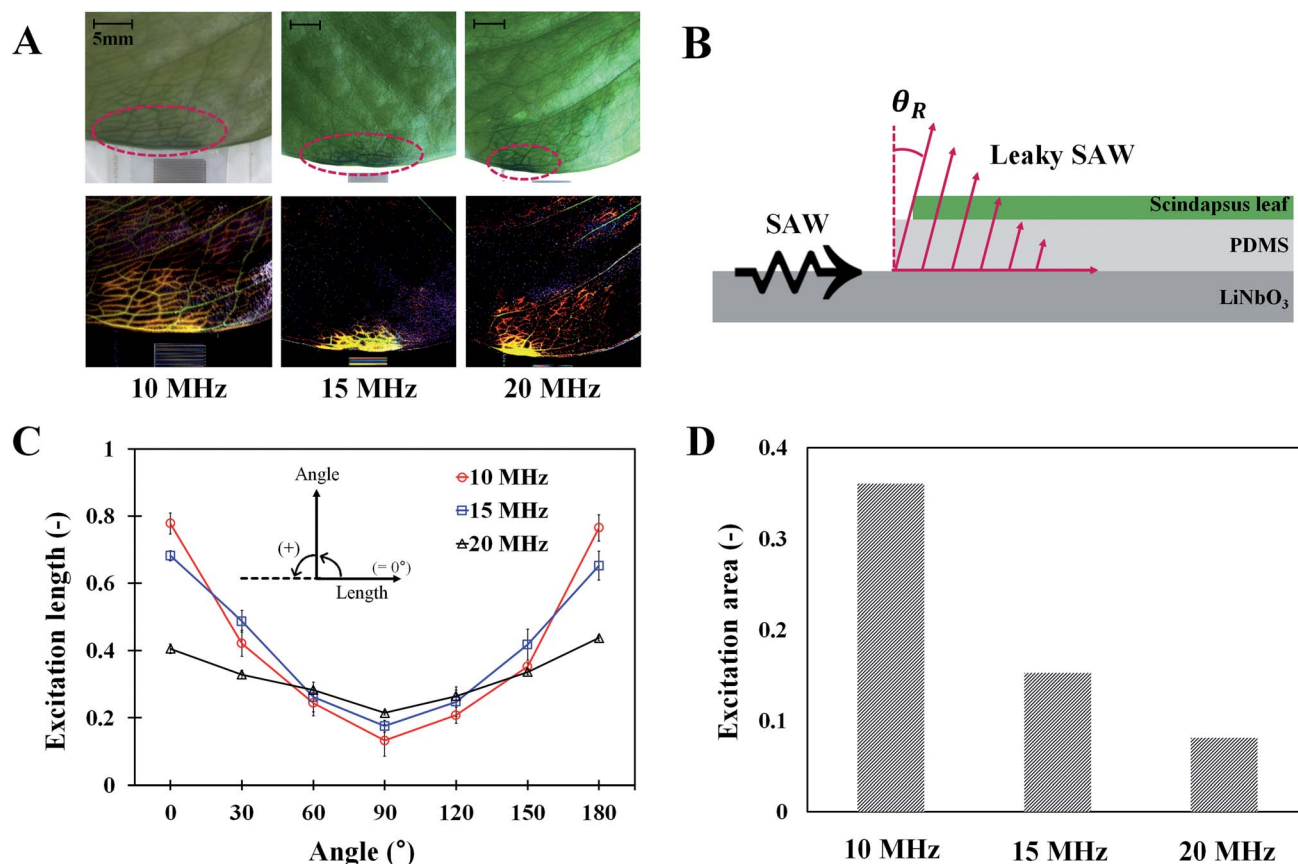 A
5mm
10 MHz 15 MHz 20 MHz
B
θR
Leaky SAW
SAW
Scindapsus leaf
PDMS
LiNbO3
C
Excitation length (-)
1
0.8
0.6
0.4
0.2
0
0 30 60 90 120 150 180
Angle (°)
Angle
(+)
(= 0°)
Length
10 MHz
15 MHz
20 MHz
D
Excitation area (-)
0.4
0.3
0.2
0.1
0
10 MHz 15 MHz 20 MHz